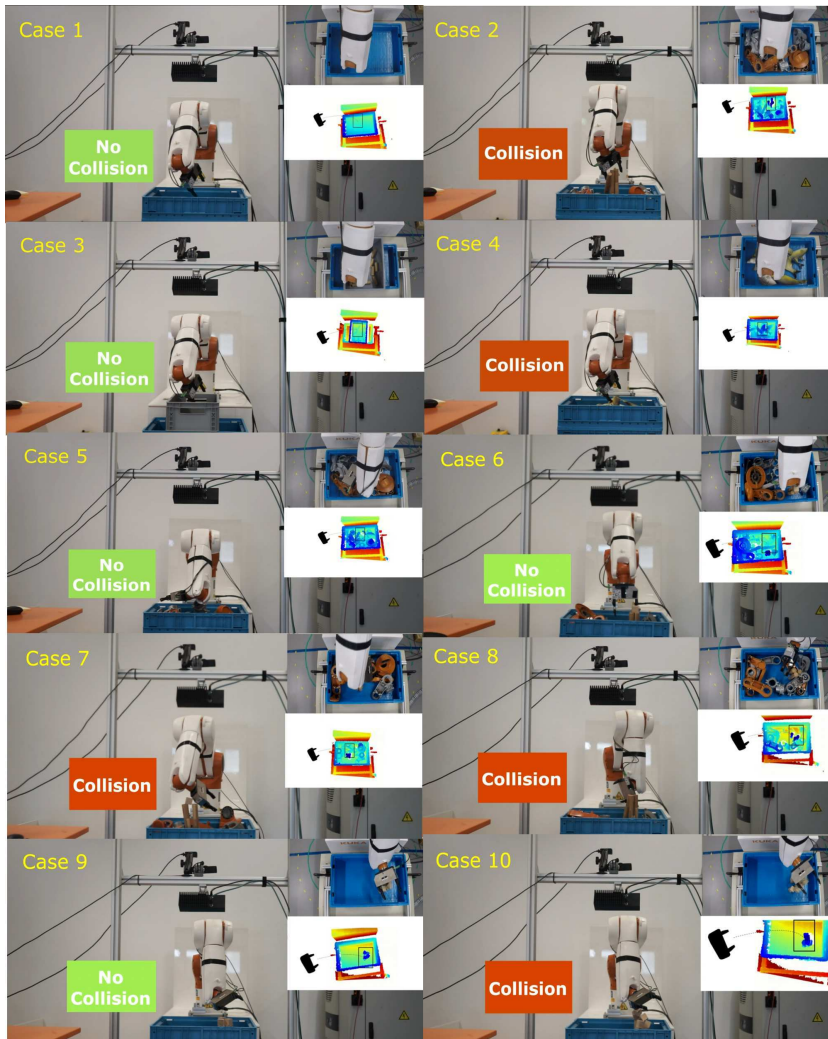 Case 1
No
Collision
Case 2
Collision
Case 3
No
Collision
Case 4
Collision
Case 5
No
Collision
Case 6
No
Collision
Case 7
Collision
Case 8
Collision
Case 9
No
Collision
Case 10
Collision